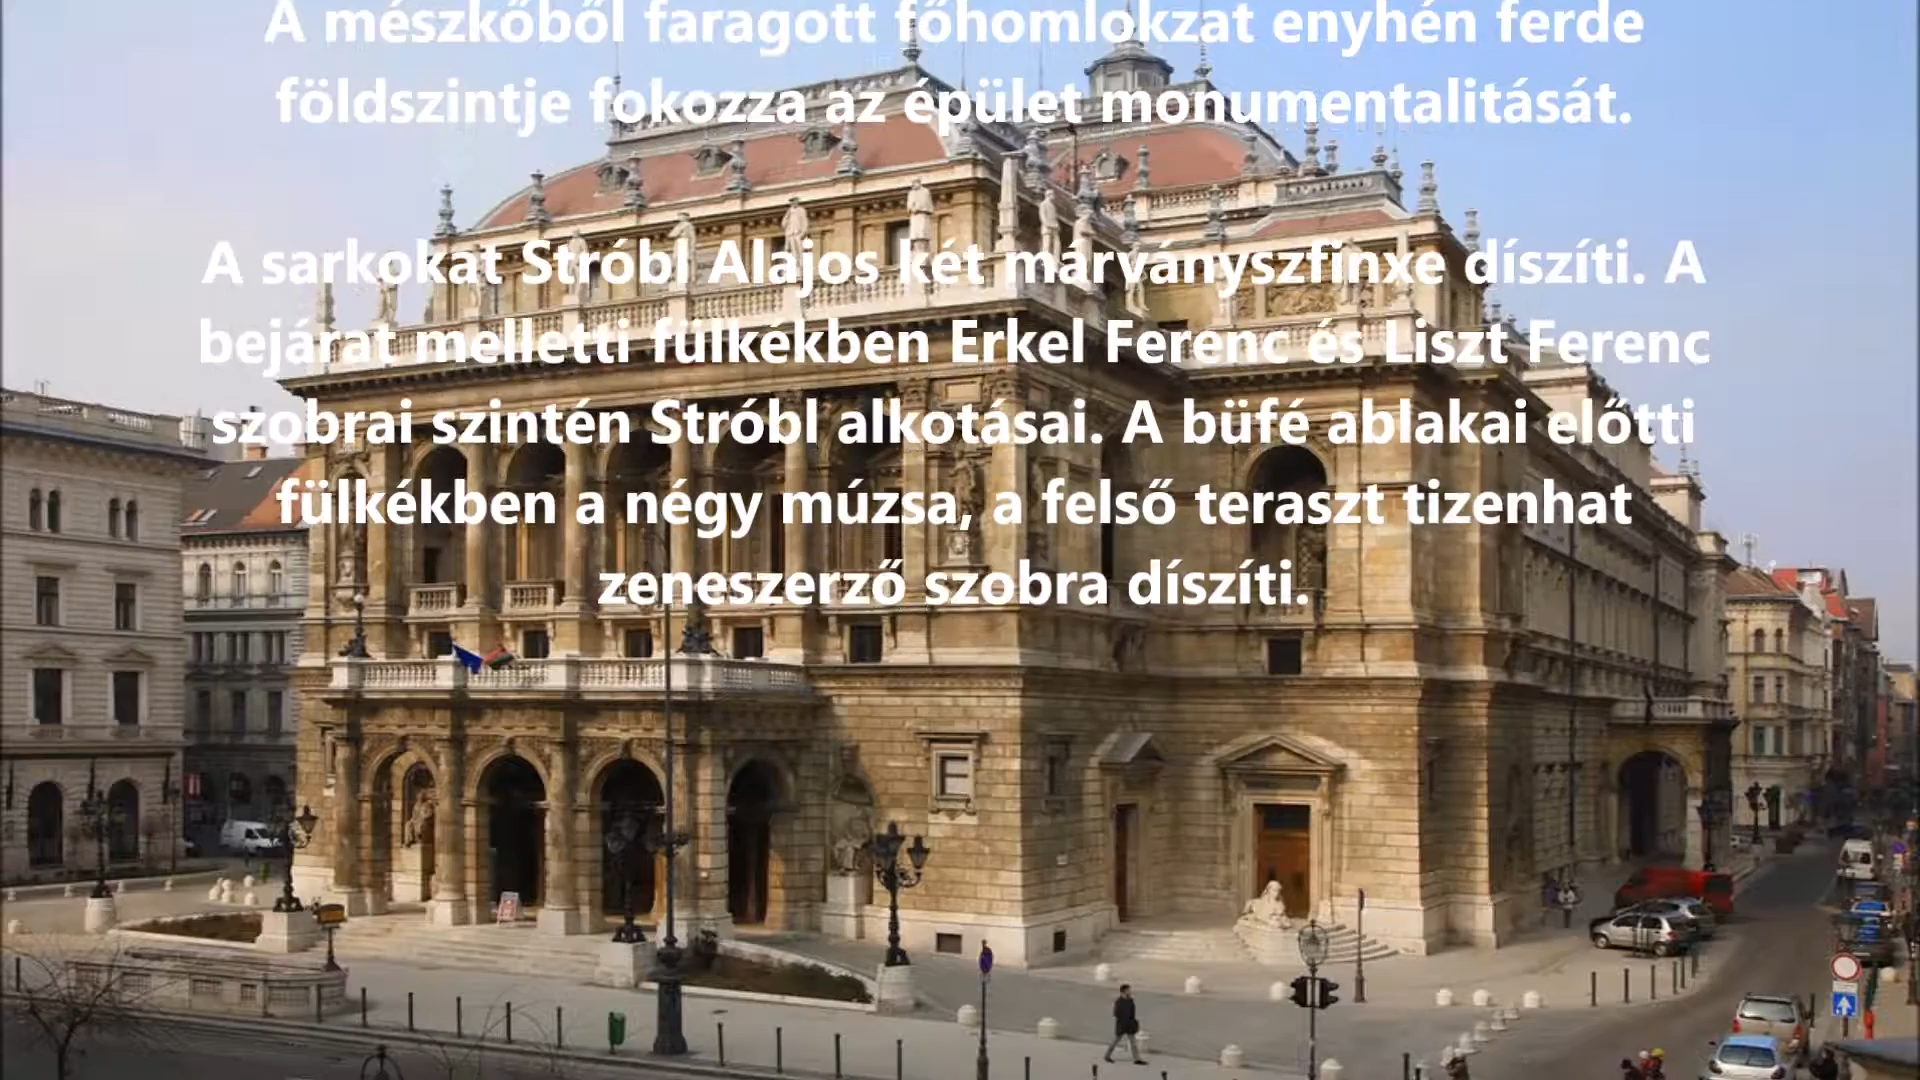 A mészkőből faragott főhomlokzat enyhén ferde
földszintje fokozza az épület monumentalitását.
A sarkokat Stróbl Alajos két márványszfinxe díszíti. A
bejárat melletti fülkékben Erkel Ferenc és Liszt Ferenc
szobrai szintén Stróbl alkotásai. A büfé ablakai előtti
fülkékben a négy múzsa, a felső teraszt tizenhat
zeneszerző szobra díszíti.